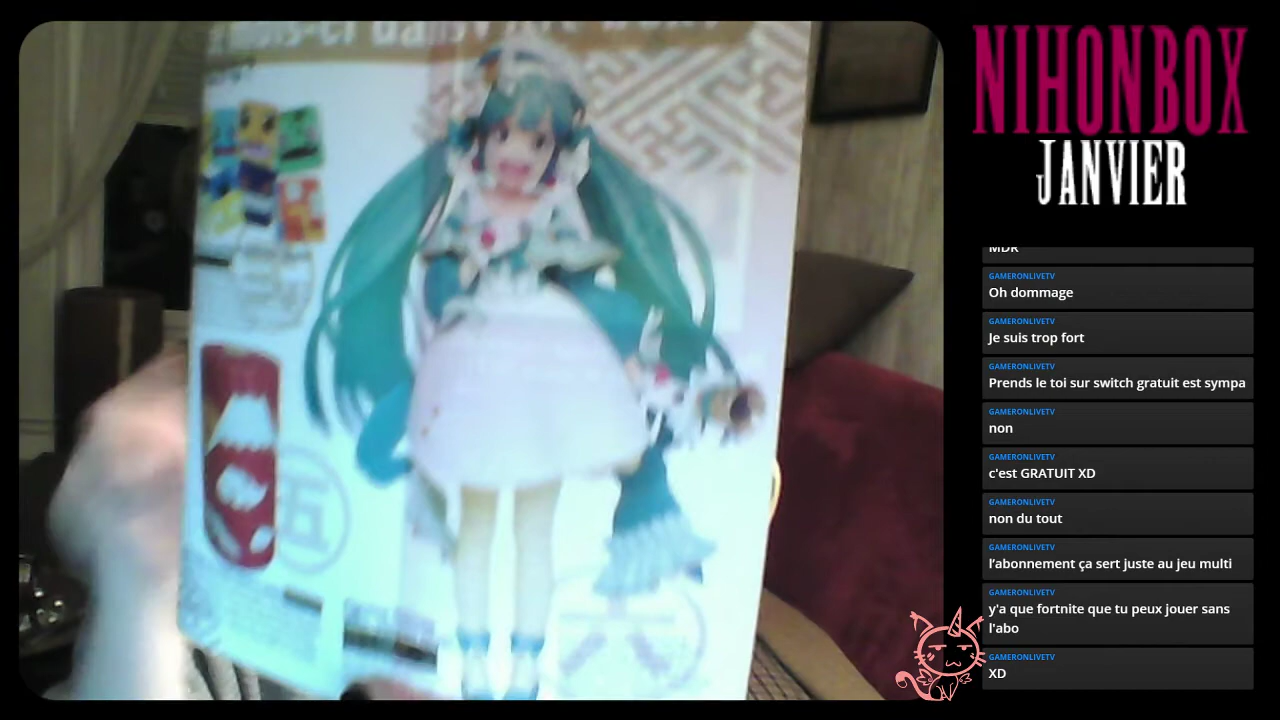 NIHONBOX
JANVIER
MDR
GAMERONLIVETV
Oh dommage
GAMERONLIVETV
Je suis trop fort
GAMERONLIVETV
Prends le toi sur switch gratuit est sympa
GAMERONLIVETV
non
GAMERONLIVETV
c'est GRATUIT XD
GAMERONLIVETV
non du tout
GAMERONLIVETV
l'abonnement ça sert juste au jeu multi
GAMERONLIVETV
y'a que fortnite que tu peux jouer sans
l'abo
GAMERONLIVETV
XD